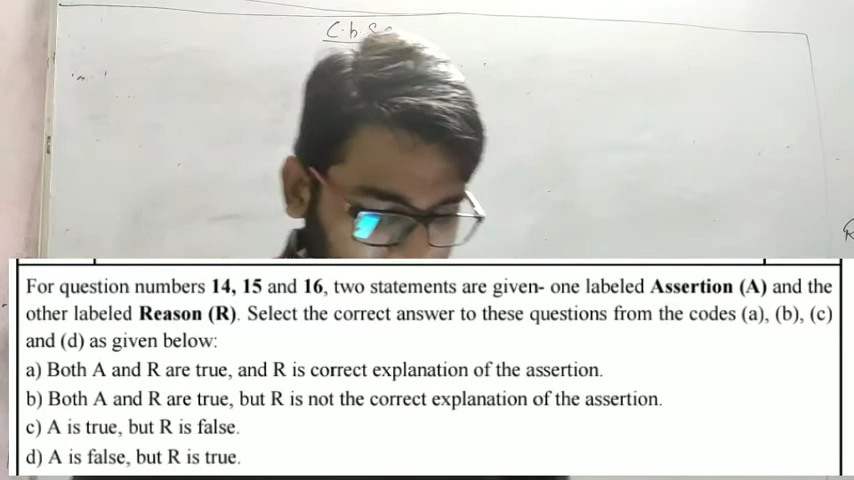 C.b.S
For question numbers 14, 15 and 16, two statements are given- one labeled Assertion (A) and the
other labeled Reason (R). Select the correct answer to these questions from the codes (a), (b), (c)
and (d) as given below:
a) Both A and R are true, and R is correct explanation of the assertion.
b) Both A and R are true, but R is not the correct explanation of the assertion.
c) A is true, but R is false.
d) A is false, but R is true.